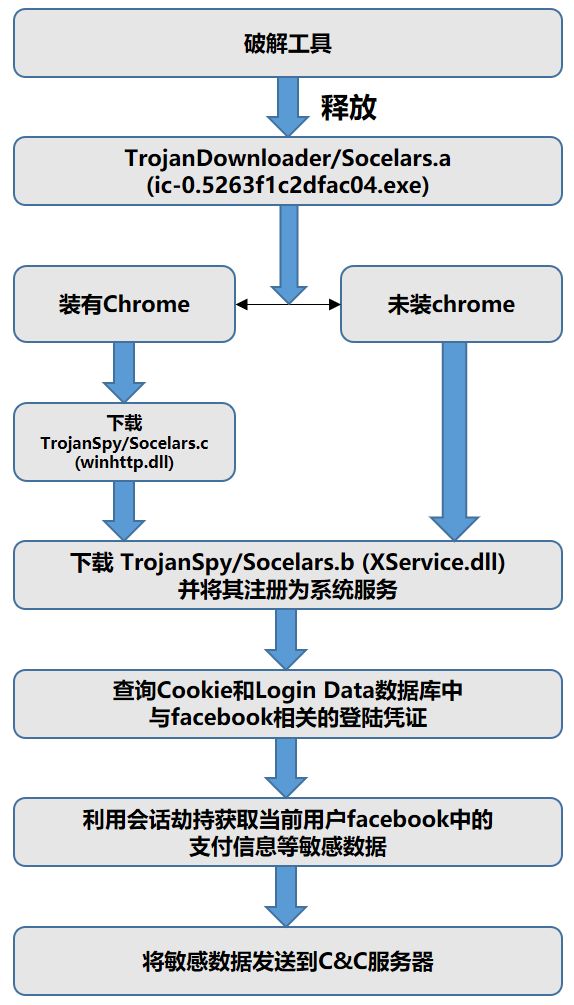 破解工具
释放
TrojanDownloader/Socelars.a
(ic-0.5263f1c2dfac04.exe)
装有Chrome
未装chrome
下载
TrojanSpy/Socelars.c
(winhttp.dll)
下载 TrojanSpy/Socelars.b (XService.dll)
并将其注册为系统服务
查询Cookie和Login Data数据库中
与facebook相关的登陆凭证
利用会话劫持获取当前用户facebook中的
支付信息等敏感数据
将敏感数据发送到C&C服务器